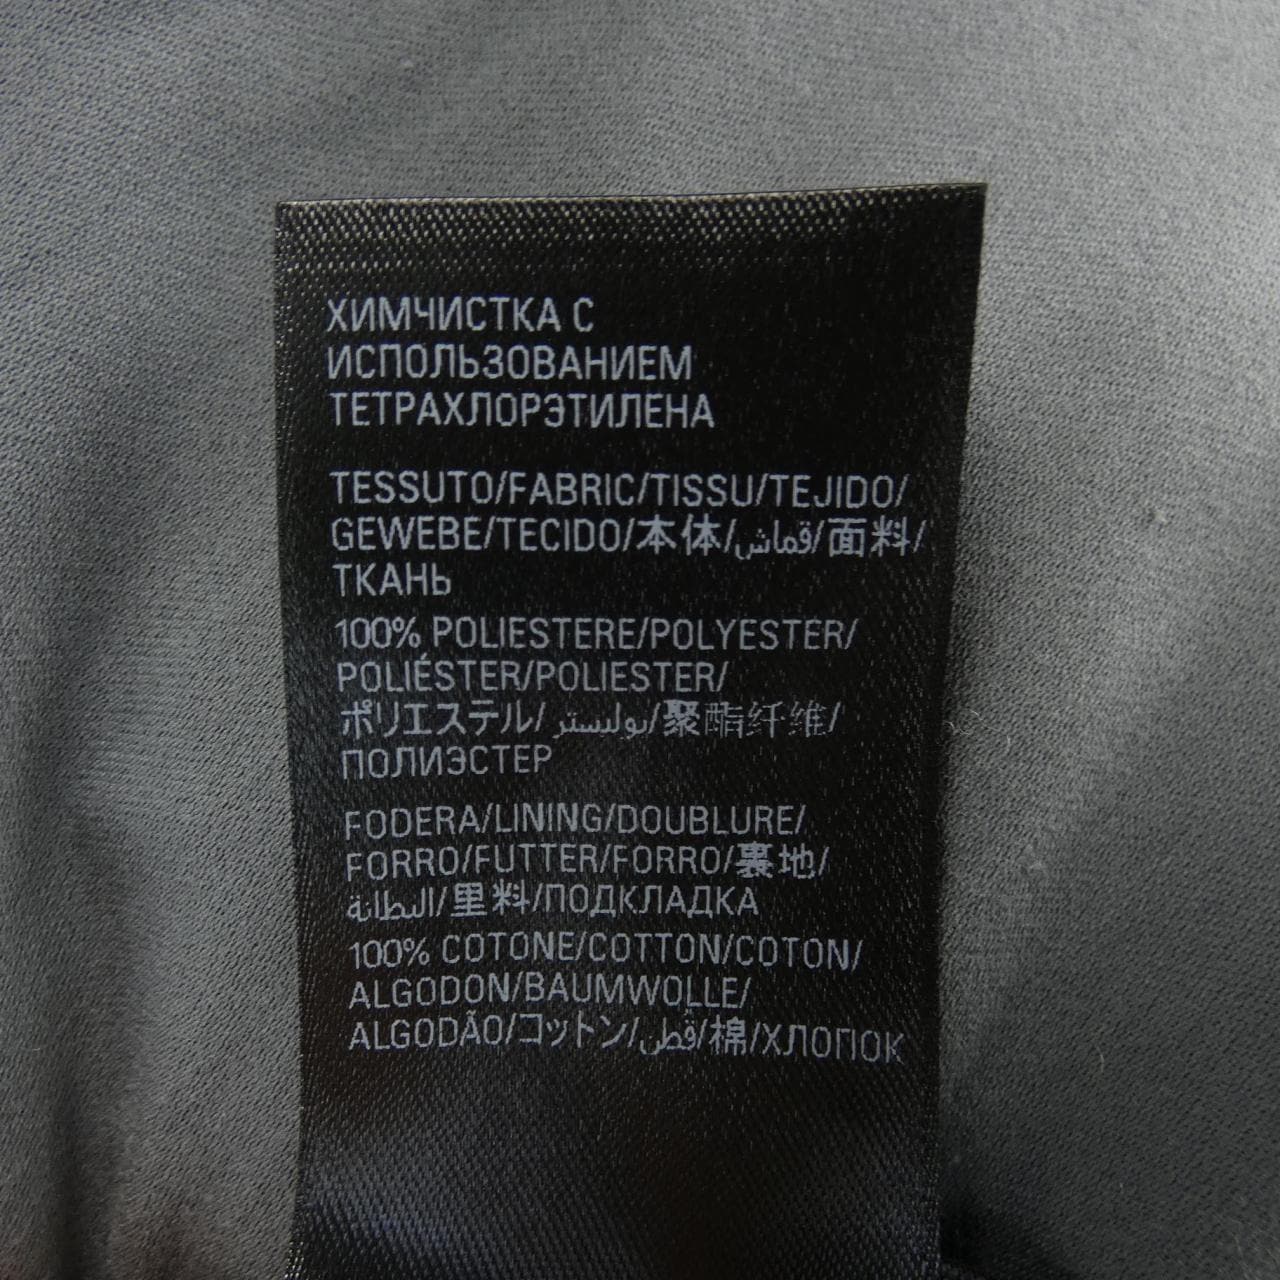 ХИМЧИСТКА С
ИСПОЛЬЗОВАНИЕМ
ТЕТРАХЛОРЭТИЛЕНА
TESSUTO/FABRIC/TISSU/TEJIDO/
GEWEBE/TECIDO/本体/قماش/面料/
ТКАНЬ
100% POLIESTERE/POLYESTER/
POLIÉSTER/POLIESTER/
ポリエステル/بوليستر/聚酯纤维/
ПОЛИЭСТЕР
FODERA/LINING/DOUBLURE/
FORRO/FUTTER/FORRO/裏地/
البطانة/里料/ПОДКЛАДКА
100% COTONE/COTTON/COTON/
ALGODON/BAUMWOLLE/
ALGODÃO/コットン/قطن/棉/ХЛОПОК